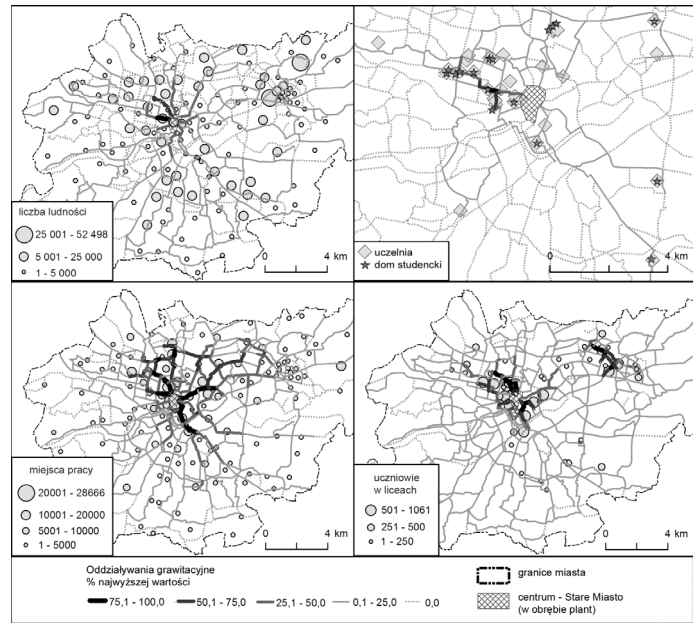 liczba ludności
25 001 - 52 498
5 001 - 25 000
1 - 5 000
0 4 km
uczelnia
dom studencki
0 4 km
miejsca pracy
20001 - 28666
10001 - 20000
5001 - 10000
1 - 5000
0 4 km
uczniowie
w liceach
501 - 1061
251 - 500
1 - 250
0 4 km
Oddziaływania grawitacyjne
% najwyższej wartości
75,1 - 100,0 50,1 - 75,0 25,1 - 50,0 0,1 - 25,0 0,0
granice miasta
centrum - Stare Miasto
(w obrębie plant)